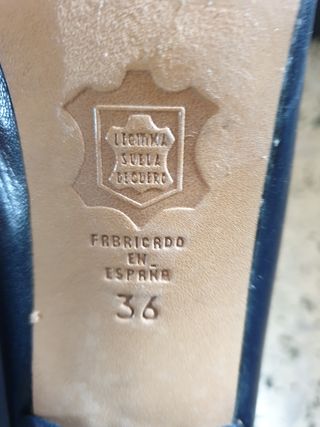 LEGITIMA
SUELA
DE CUERO
FABRICADO
EN
ESPAÑA
36